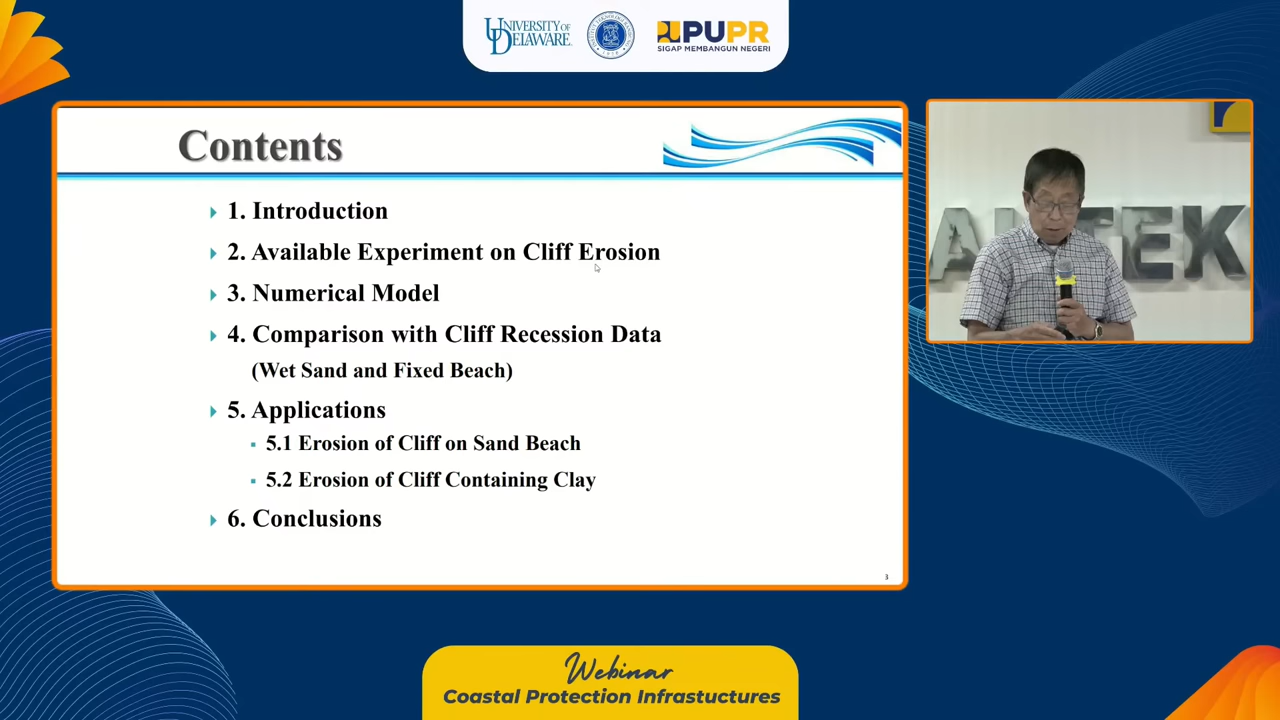 UNIVERSITY OF
DELAWARE
PUPR
SIGAP MEMBANGUN NEGERI
Contents
1. Introduction
2. Available Experiment on Cliff Erosion
3. Numerical Model
4. Comparison with Cliff Recession Data
(Wet Sand and Fixed Beach)
5. Applications
5.1 Erosion of Cliff on Sand Beach
5.2 Erosion of Cliff Containing Clay
6. Conclusions
3
Webinar
Coastal Protection Infrastuctures